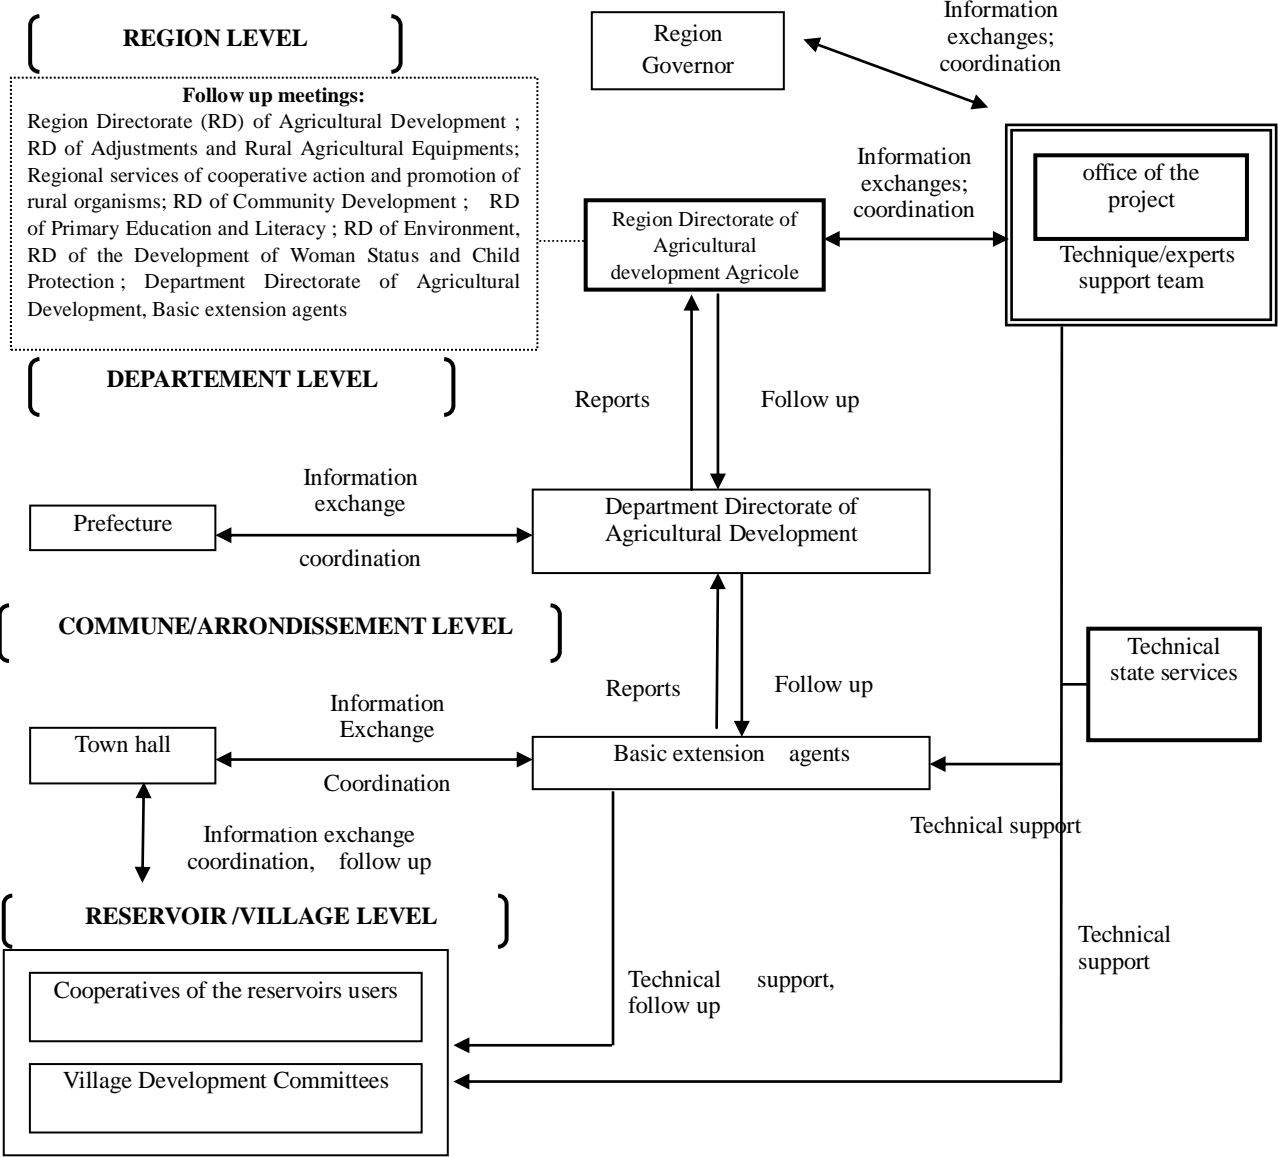 REGION LEVEL
Region
Governor
Information
exchanges;
coordination
Follow up meetings:
Region Directorate (RD) of Agricultural Development ;
RD of Adjustments and Rural Agricultural Equipments;
Regional services of cooperative action and promotion of
rural organisms; RD of Community Development ; RD
of Primary Education and Literacy ; RD of Environment,
RD of the Development of Woman Status and Child
Protection ; Department Directorate of Agricultural
Development, Basic extension agents
Region Directorate of
Agricultural
development Agricole
Information
exchanges;
coordination
office of the
project
Technique/experts
support team
DEPARTEMENT LEVEL
Reports
Follow up
Prefecture
Information
exchange
coordination
Department Directorate of
Agricultural Development
COMMUNE/ARRONDISSEMENT LEVEL
Reports
Follow up
Technical
state services
Town hall
Information
Exchange
Coordination
Basic extension agents
Technical support
Information exchange
coordination, follow up
RESERVOIR /VILLAGE LEVEL
Cooperatives of the reservoirs users
Village Development Committees
Technical support,
follow up
Technical
support